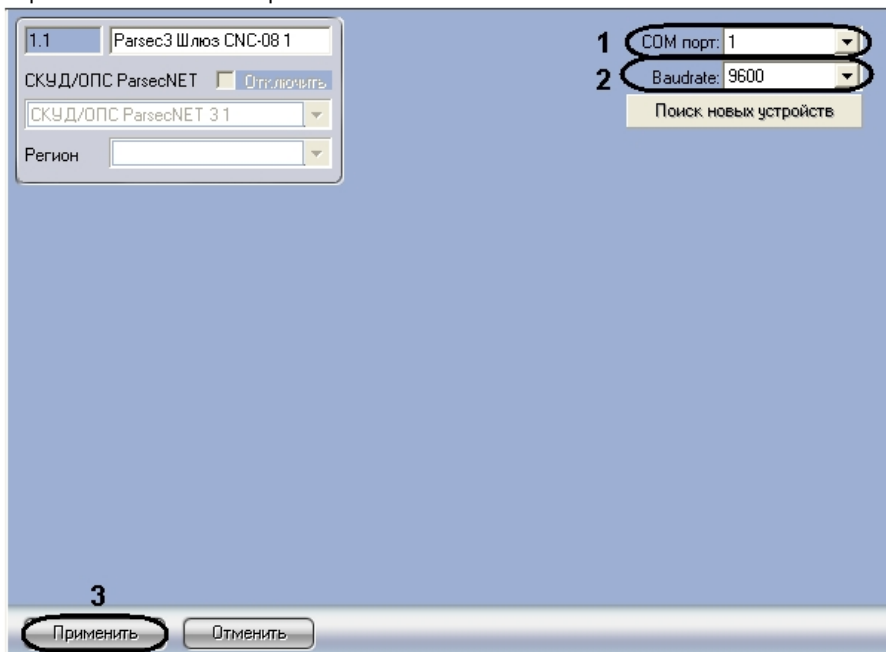 1.1 Parsec3 Шлюз CNC-08 1
СКУД/ОПС ParsecNET Отключить
СКУД/ОПС ParsecNET 3 1
Регион
1 COM порт: 1
2 Baudrate: 9600
Поиск новых устройств
3
Применить Отменить